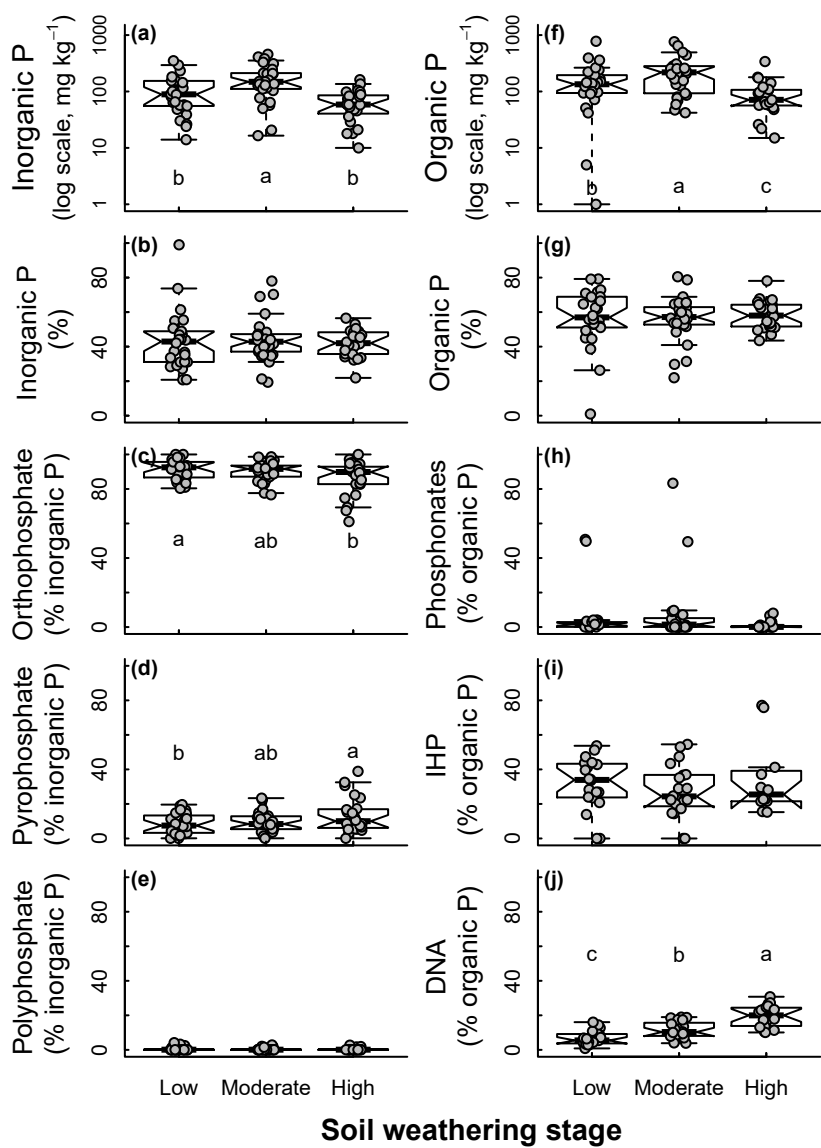 (a)
Inorganic P
(log scale, mg kg⁻¹)
1 10 100 1000
b a b
(f)
Organic P
(log scale, mg kg⁻¹)
1 10 100 1000
b a c
(b)
Inorganic P
(%)
0 40 80
(g)
Organic P
(%)
0 40 80
(c)
Orthophosphate
(% inorganic P)
0 40 80
a ab b
(h)
Phosphonates
(% organic P)
0 40 80
(d)
Pyrophosphate
(% inorganic P)
0 40 80
b ab a
(i)
IHP
(% organic P)
0 40 80
(e)
Polyphosphate
(% inorganic P)
0 40 80
(j)
DNA
(% organic P)
0 40 80
c b a
Low Moderate High
Low Moderate High
Soil weathering stage